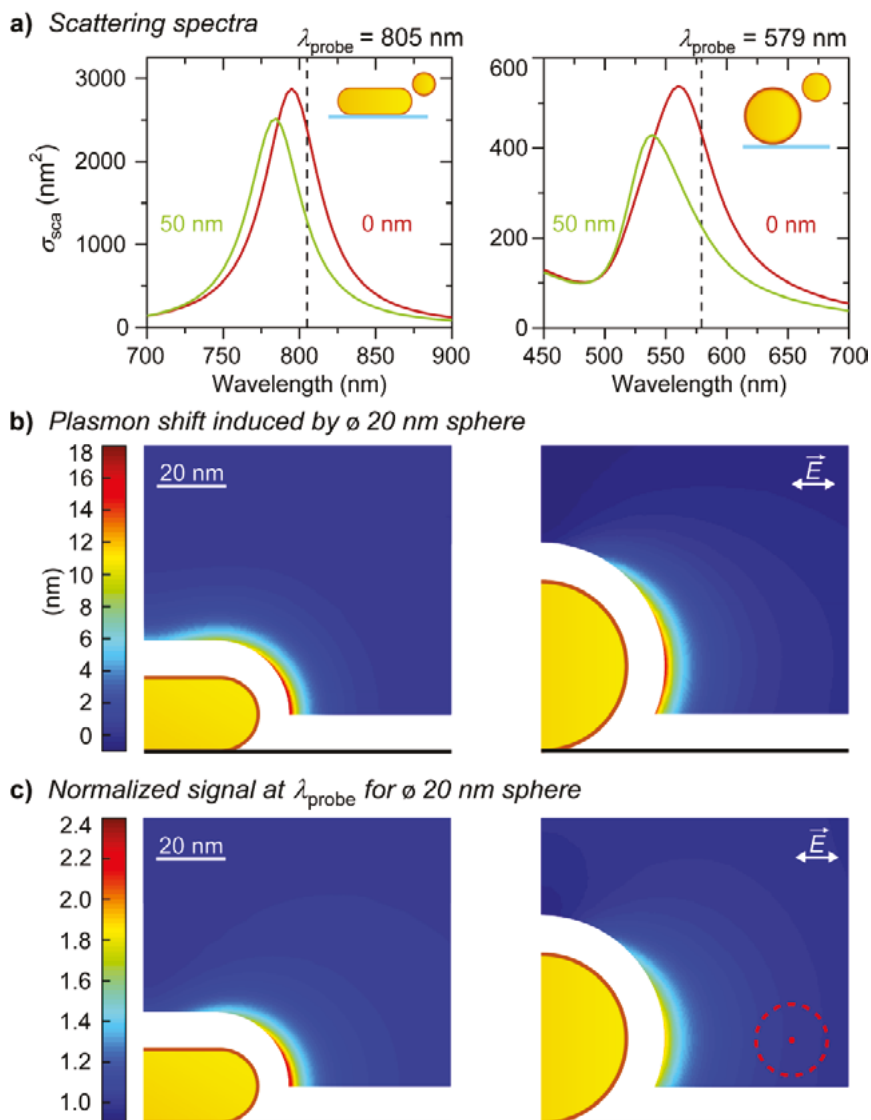 a) Scattering spectra
λprobe = 805 nm
λprobe = 579 nm
3000
2000
1000
0
σsca (nm²)
50 nm
0 nm
700 750 800 850 900
Wavelength (nm)
600
400
200
0
50 nm
0 nm
450 500 550 600 650 700
Wavelength (nm)
b) Plasmon shift induced by ø 20 nm sphere
18
16
14
12
10
8
6
4
2
0
(nm)
20 nm
E
c) Normalized signal at λprobe for ø 20 nm sphere
2.4
2.2
2.0
1.8
1.6
1.4
1.2
1.0
20 nm
E